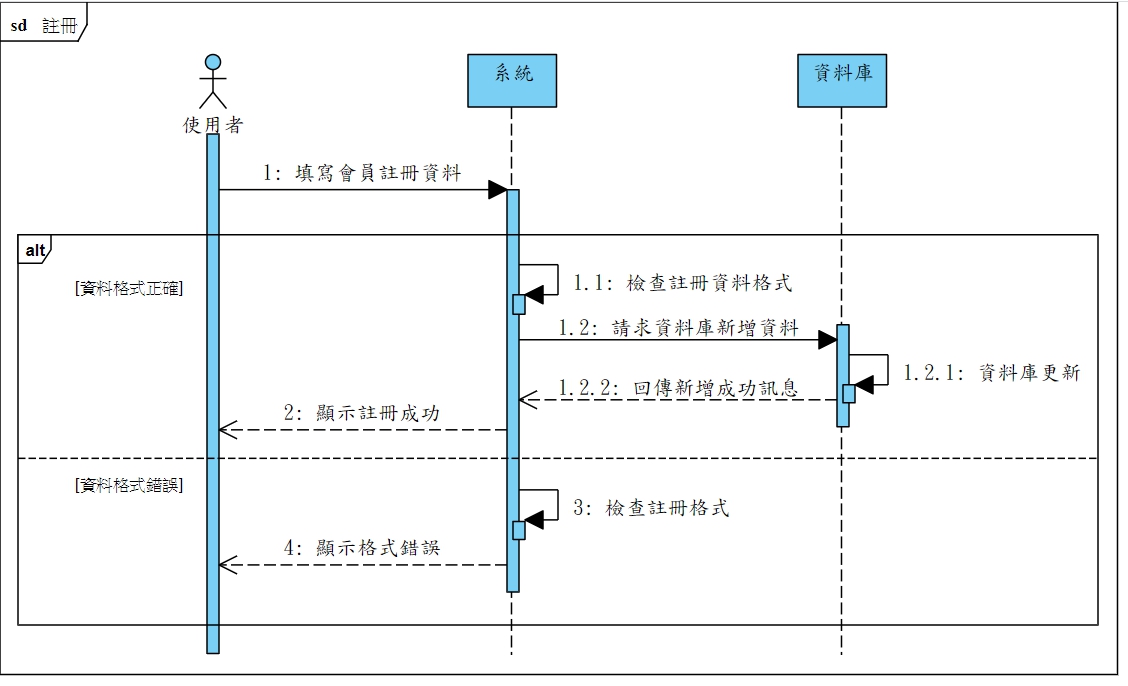 sd 註冊
系統
資料庫
使用者
1: 填寫會員註冊資料
alt
[資料格式正確]
1.1: 檢查註冊資料格式
1.2: 請求資料庫新增資料
1.2.1: 資料庫更新
1.2.2: 回傳新增成功訊息
2: 顯示註冊成功
[資料格式錯誤]
3: 檢查註冊格式
4: 顯示格式錯誤